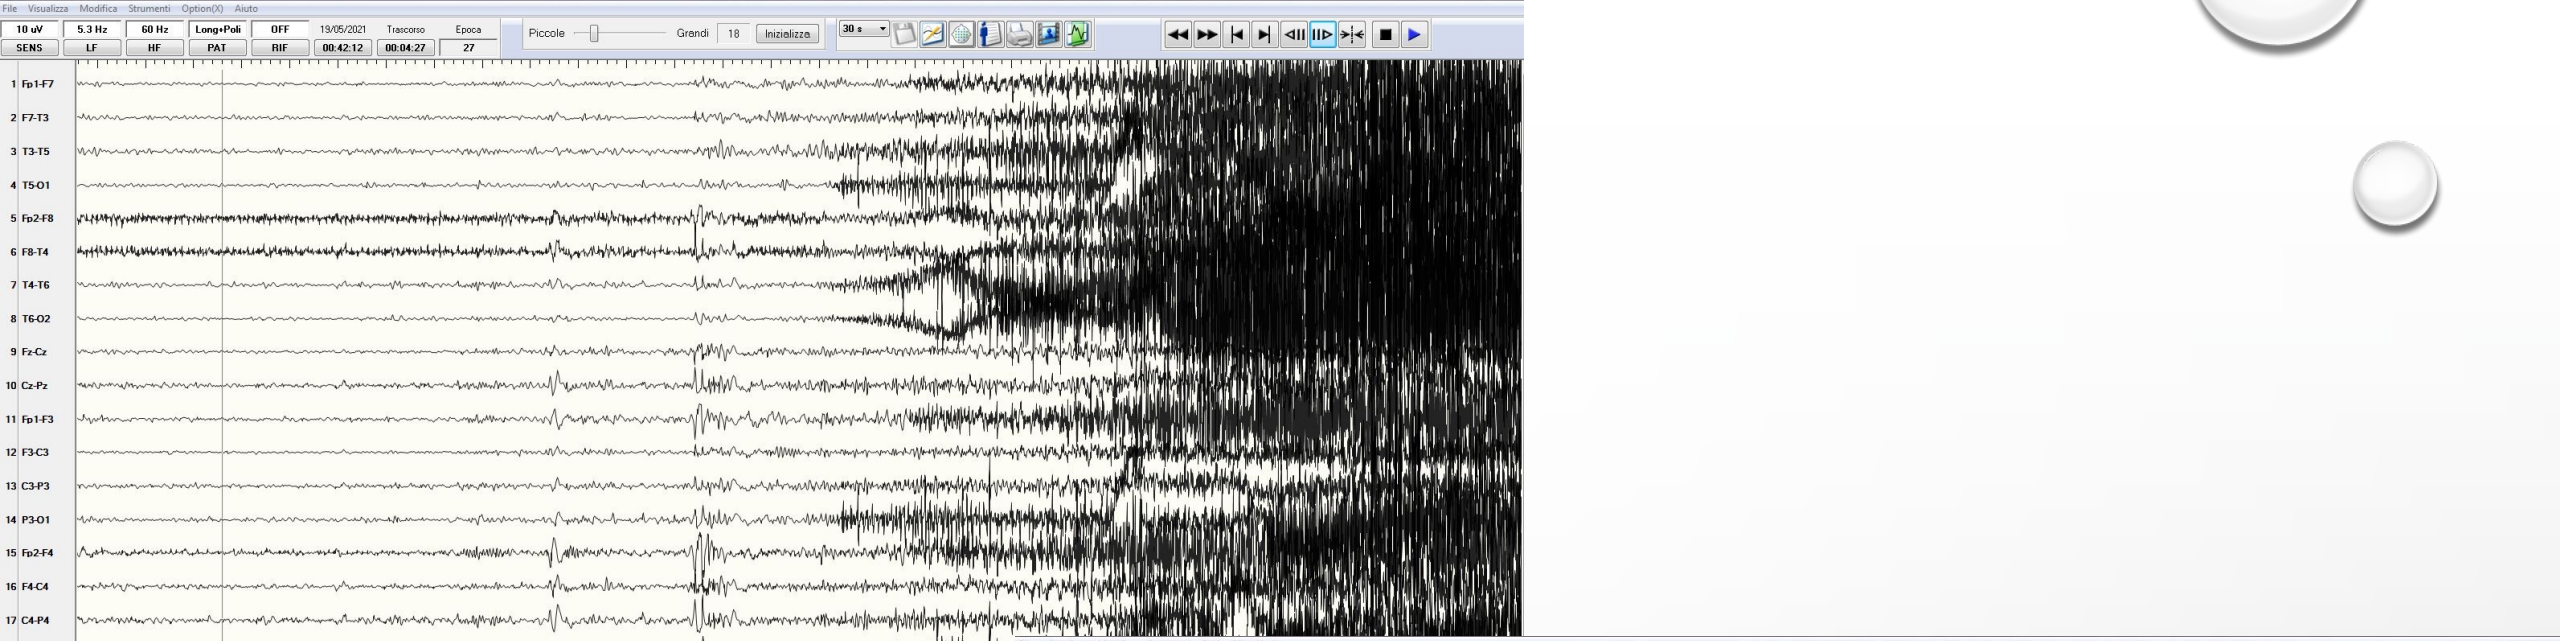 File Visualizza Modifica Strumenti Option(X) Aiuto
10 uV 5.3 Hz 60 Hz Long+Poli OFF 19/05/2021 Trascorso Epoca
SENS LF HF PAT RIF 00:42:12 00:04:27 27
Piccole Grandi 18 Inizializza 30 s
1 Fp1-F7
2 F7-T3
3 T3-T5
4 T5-O1
5 Fp2-F8
6 F8-T4
7 T4-T6
8 T6-O2
9 Fz-Cz
10 Cz-Pz
11 Fp1-F3
12 F3-C3
13 C3-P3
14 P3-O1
15 Fp2-F4
16 F4-C4
17 C4-P4